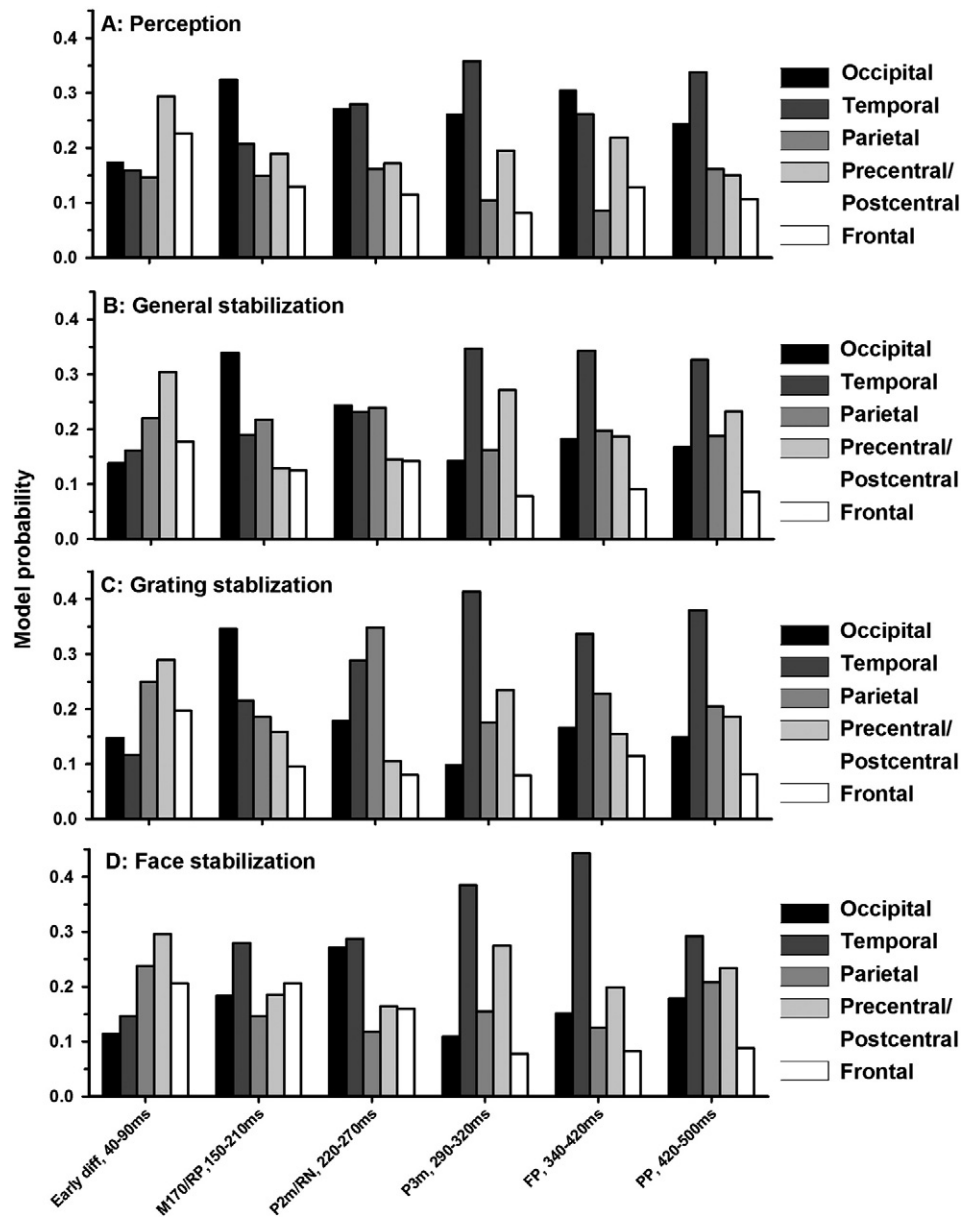 A: Perception
0.4
0.3
0.2
0.1
0.0
Occipital
Temporal
Parietal
Precentral/
Postcentral
Frontal
B: General stabilization
0.4
0.3
0.2
0.1
0.0
Occipital
Temporal
Parietal
Precentral/
Postcentral
Frontal
Model probability
C: Grating stablization
0.4
0.3
0.2
0.1
0.0
Occipital
Temporal
Parietal
Precentral/
Postcentral
Frontal
D: Face stabilization
0.4
0.3
0.2
0.1
0.0
Occipital
Temporal
Parietal
Precentral/
Postcentral
Frontal
Early diff, 40-90ms
M170/RP,150-210ms
P2m/RN, 220-270ms
P3m, 290-320ms
FP, 340-420ms
PP, 420-500ms